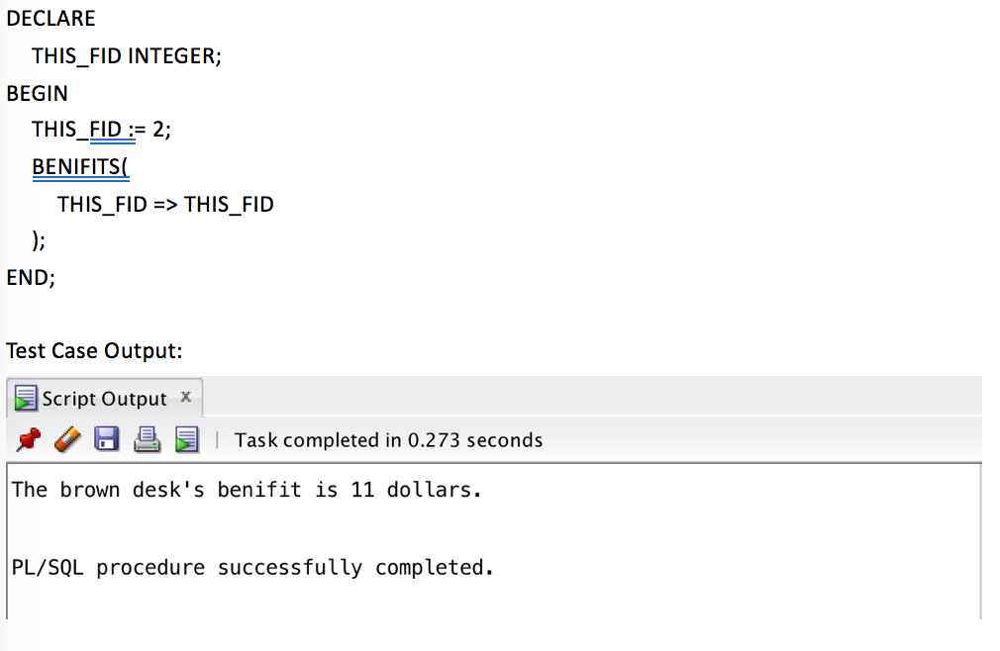 DECLARE
THIS_FID INTEGER;
BEGIN
THIS_FID := 2;
BENIFITS(
THIS_FID => THIS_FID
);
END;
Test Case Output:
Script Output x
| Task completed in 0.273 seconds
The brown desk's benifit is 11 dollars.
PL/SQL procedure successfully completed.